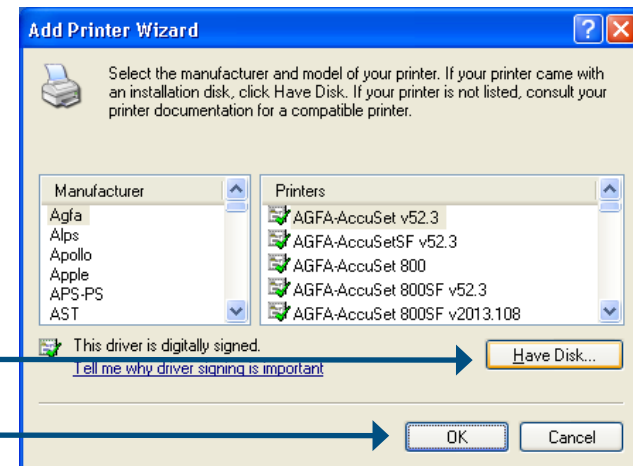 Add Printer Wizard
Select the manufacturer and model of your printer. If your printer came with
an installation disk, click Have Disk. If your printer is not listed, consult your
printer documentation for a compatible printer.
Manufacturer
Agfa
Alps
Apollo
Apple
APS-PS
AST
Printers
AGFA-AccuSet v52.3
AGFA-AccuSetSF v52.3
AGFA-AccuSet 800
AGFA-AccuSet 800SF v52.3
AGFA-AccuSet 800SF v2013.108
This driver is digitally signed.
Tell me why driver signing is important
Have Disk...
OK
Cancel